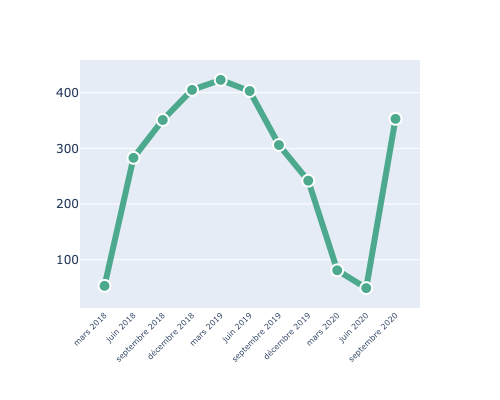 400
300
200
100
mars 2018
juin 2018
septembre 2018
décembre 2018
mars 2019
juin 2019
septembre 2019
décembre 2019
mars 2020
juin 2020
septembre 2020